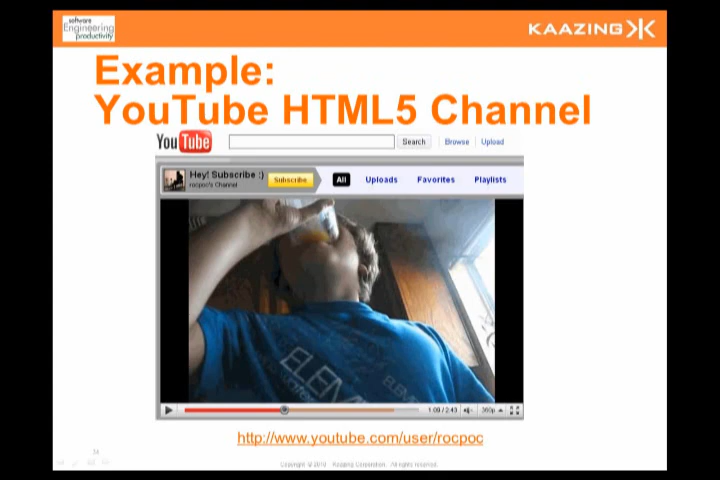 software
Engineering
productivity
KAAZING
Example:
YouTube HTML5 Channel
YouTube
Search
Browse
Upload
Hey! Subscribe :)
rocpoc's Channel
Subscribe
All
Uploads
Favorites
Playlists
ELEM
ELEME
1:09 / 2:43
360p
http://www.youtube.com/user/rocpoc
Copyright © 2010 Kaazing Corporation. All rights reserved.